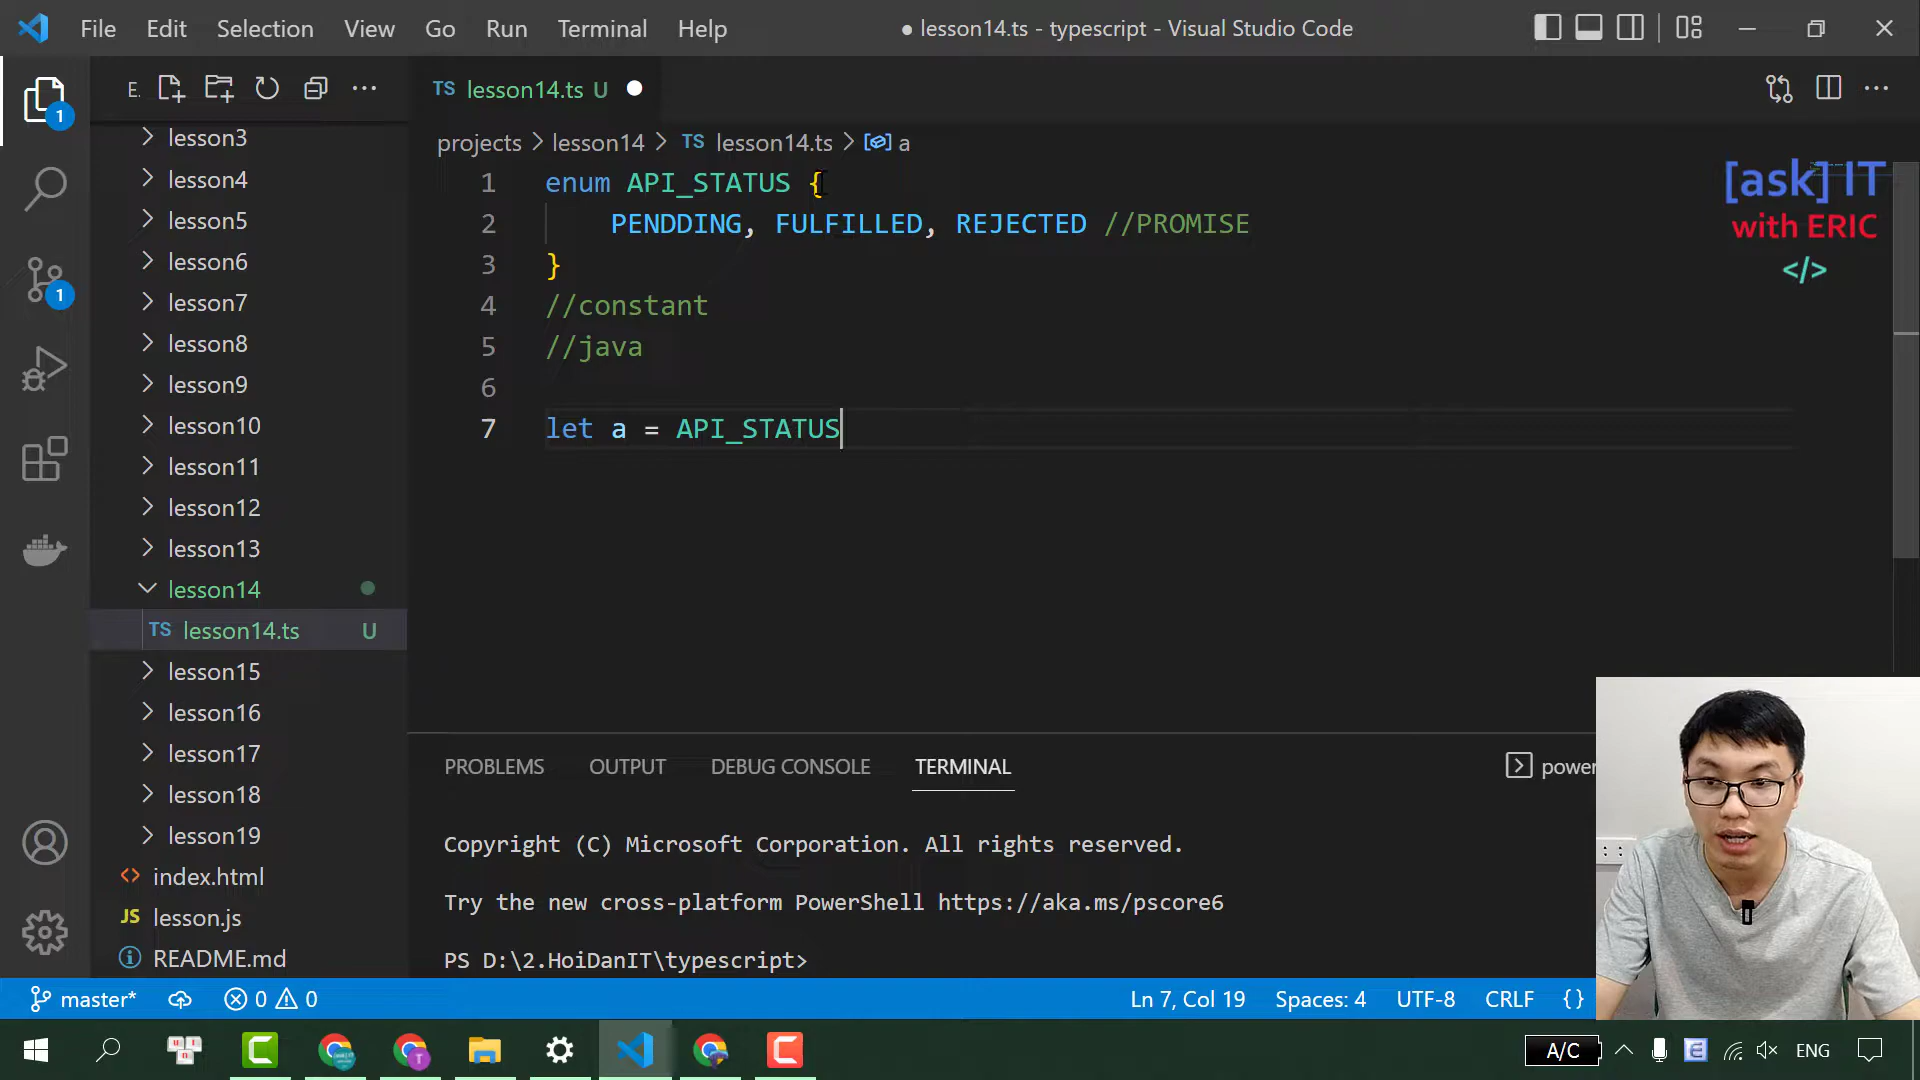 File Edit Selection View Go Run Terminal Help
● lesson14.ts - typescript - Visual Studio Code
E.
1
1
lesson3
lesson4
lesson5
lesson6
lesson7
lesson8
lesson9
lesson10
lesson11
lesson12
lesson13
lesson14
TS lesson14.ts U
lesson15
lesson16
lesson17
lesson18
lesson19
<> index.html
JS lesson.js
README.md
TS lesson14.ts U
projects > lesson14 > TS lesson14.ts > a
1 enum API_STATUS {
2 PENDDING, FULFILLED, REJECTED //PROMISE
3 }
4 //constant
5 //java
6
7 let a = API_STATUS
[ask] IT
with ERIC
</>
PROBLEMS OUTPUT DEBUG CONSOLE TERMINAL
power
Copyright (C) Microsoft Corporation. All rights reserved.
Try the new cross-platform PowerShell https://aka.ms/pscore6
PS D:\2.HoiDanIT\typescript>
master* 0 0 Ln 7, Col 19 Spaces: 4 UTF-8 CRLF {}
A/C ENG